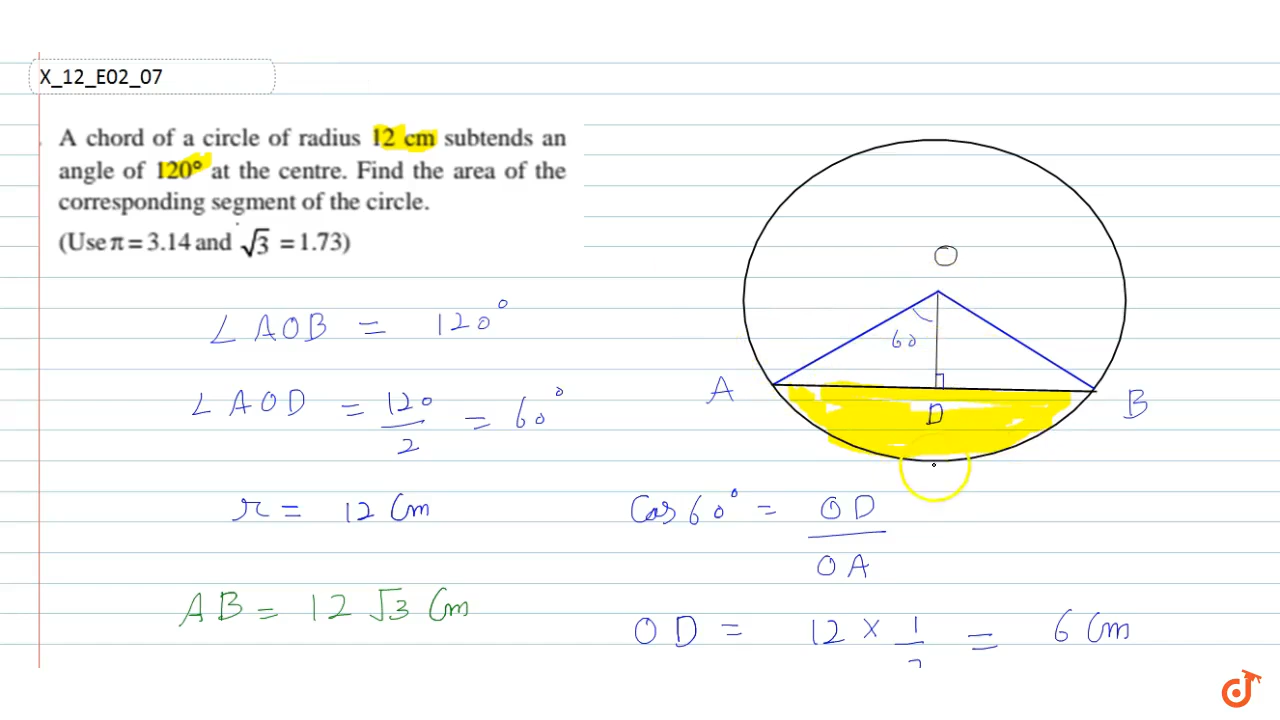 X_12_E02_07
A chord of a circle of radius 12 cm subtends an
angle of 120° at the centre. Find the area of the
corresponding segment of the circle.
(Use π = 3.14 and √3 = 1.73)
∠AOB = 120°
∠AOD = 120/2 = 60°
r = 12 Cm
AB = 12 √3 Cm
O
60
A
D
B
Cos 60° = OD/OA
OD = 12 × 1/2 = 6 Cm